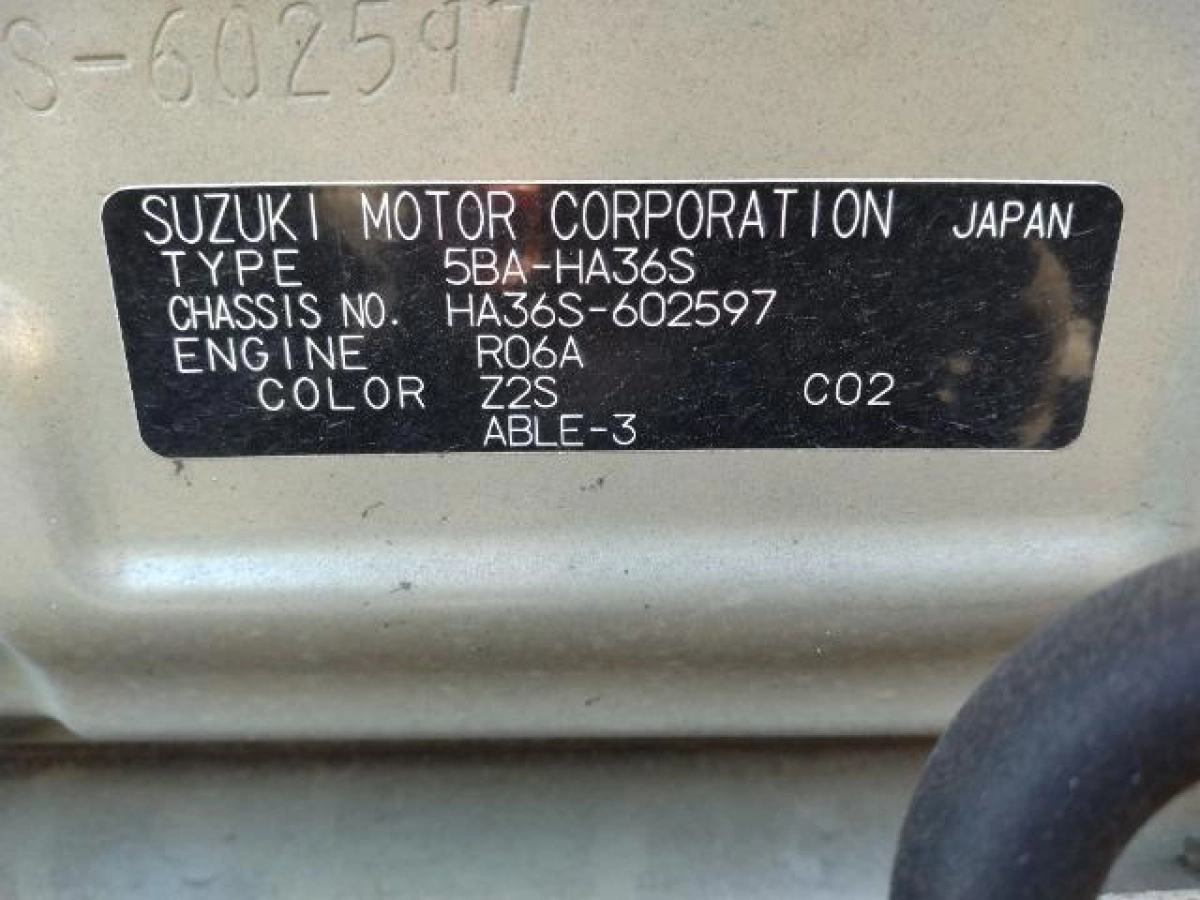 S-602597
SUZUKI MOTOR CORPORATION JAPAN
TYPE 5BA-HA36S
CHASSIS NO. HA36S-602597
ENGINE R06A
COLOR Z2S C02
ABLE-3